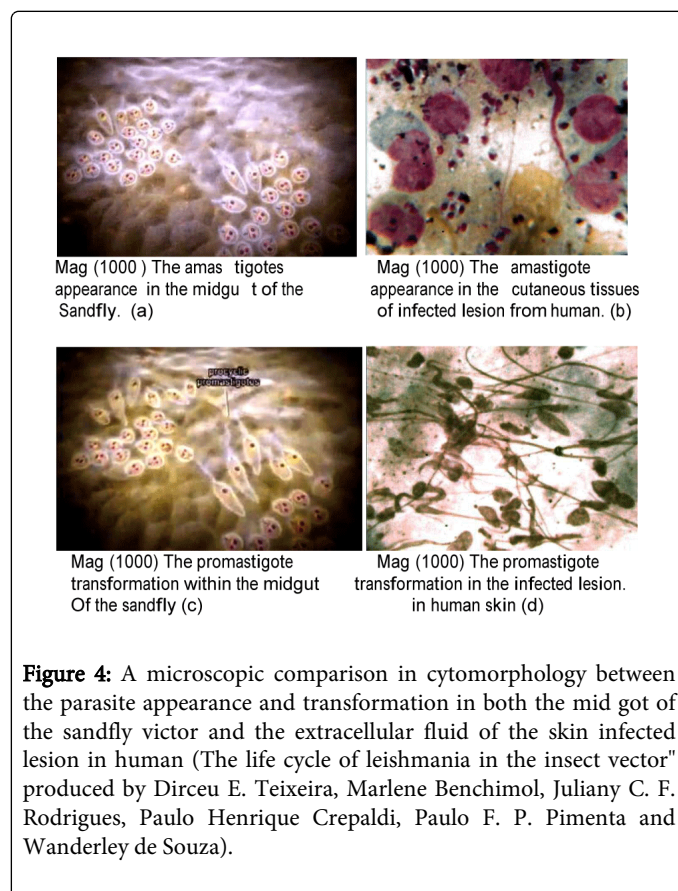 Mag (1000 ) The amas tigotes
appearance in the midgu t of the
Sandfly. (a)
Mag (1000) The amastigote
appearance in the cutaneous tissues
of infected lesion from human. (b)
procyclic
promastigotes
Mag (1000) The promastigote
transformation within the midgut
Of the sandfly (c)
Mag (1000) The promastigote
transformation in the infected lesion.
in human skin (d)
Figure 4: A microscopic comparison in cytomorphology between
the parasite appearance and transformation in both the mid got of
the sandfly victor and the extracellular fluid of the skin infected
lesion in human (The life cycle of leishmania in the insect vector"
produced by Dirceu E. Teixeira, Marlene Benchimol, Juliany C. F.
Rodrigues, Paulo Henrique Crepaldi, Paulo F. P. Pimenta and
Wanderley de Souza).